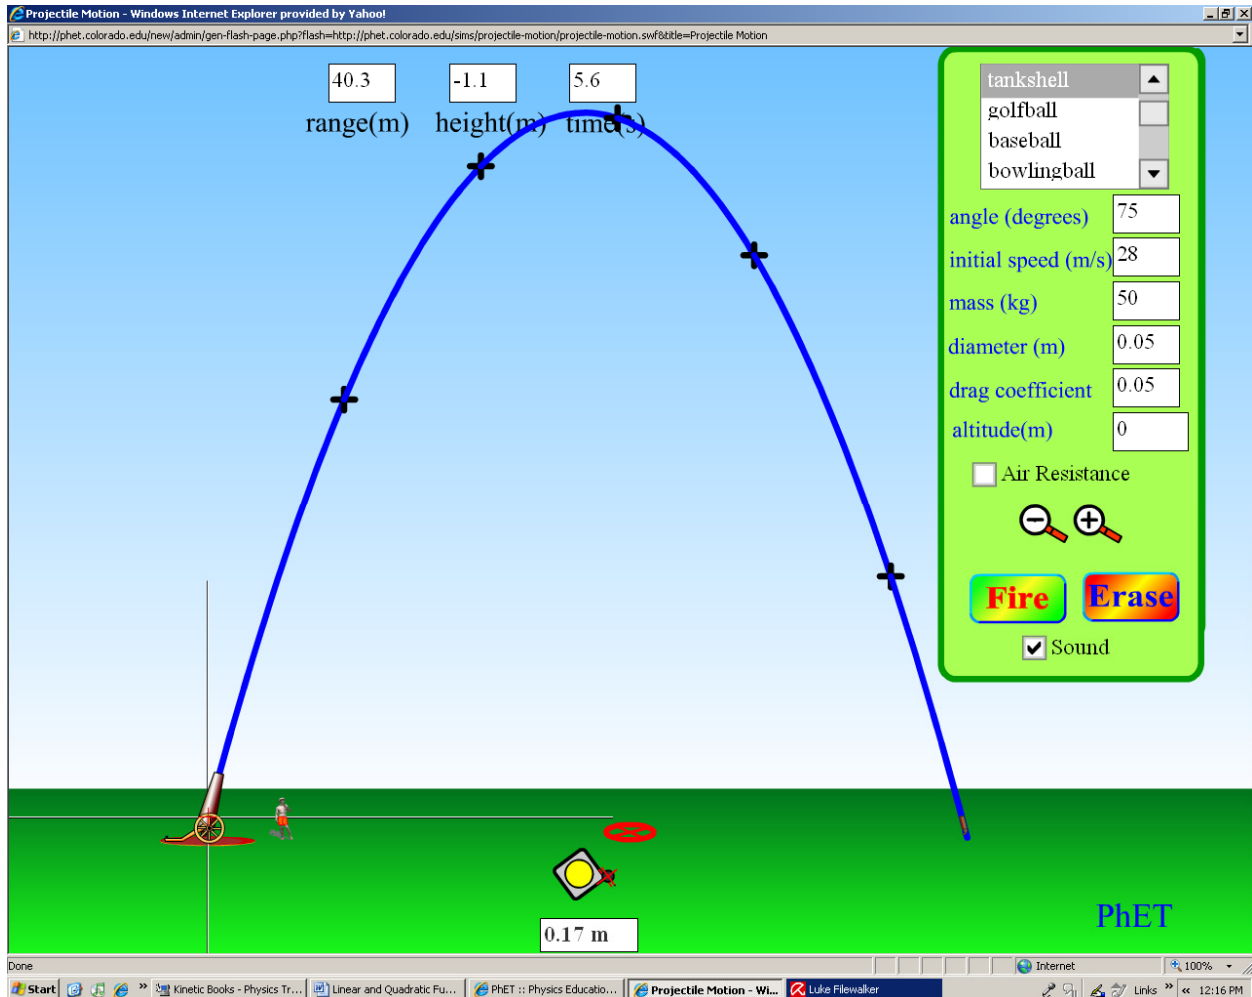 Projectile Motion - Windows Internet Explorer provided by Yahoo!
http://phet.colorado.edu/new/admin/gen-flash-page.php?flash=http://phet.colorado.edu/sims/projectile-motion/projectile-motion.swf&title=Projectile Motion
40.3 -1.1 5.6
range(m) height(m) time(s)
tankshell
golfball
baseball
bowlingball
angle (degrees) 75
initial speed (m/s) 28
mass (kg) 50
diameter (m) 0.05
drag coefficient 0.05
altitude(m) 0
Air Resistance
Fire Erase
Sound
0.17 m
PhET
Done Internet 100%
Start » Kinetic Books - Physics Tr... Linear and Quadratic Fu... PhET :: Physics Educatio... Projectile Motion - Wi... Luke Filewalker Links » « 12:16 PM